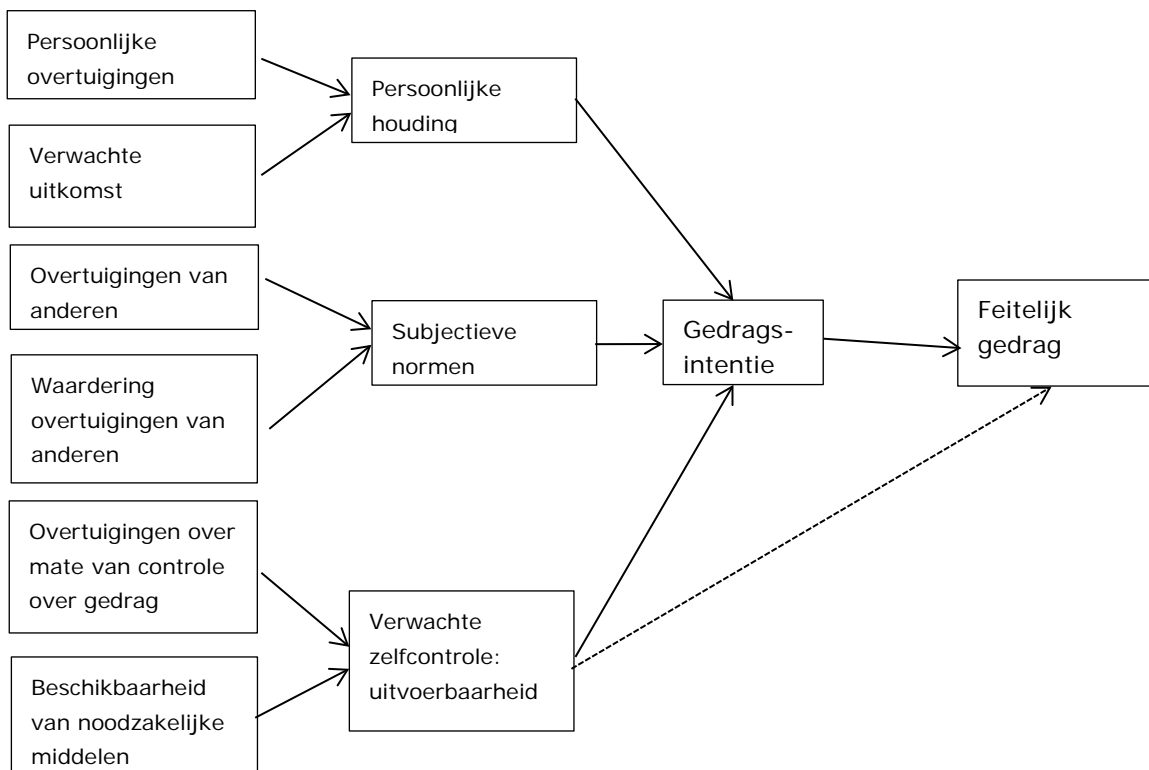 Persoonlijke
overtuigingen
Verwachte
uitkomst
Overtuigingen van
anderen
Waardering
overtuigingen van
anderen
Overtuigingen over
mate van controle
over gedrag
Beschikbaarheid
van noodzakelijke
middelen
Persoonlijke
houding
Subjectieve
normen
Verwachte
zelfcontrole:
uitvoerbaarheid
Gedrags-
intentie
Feitelijk
gedrag